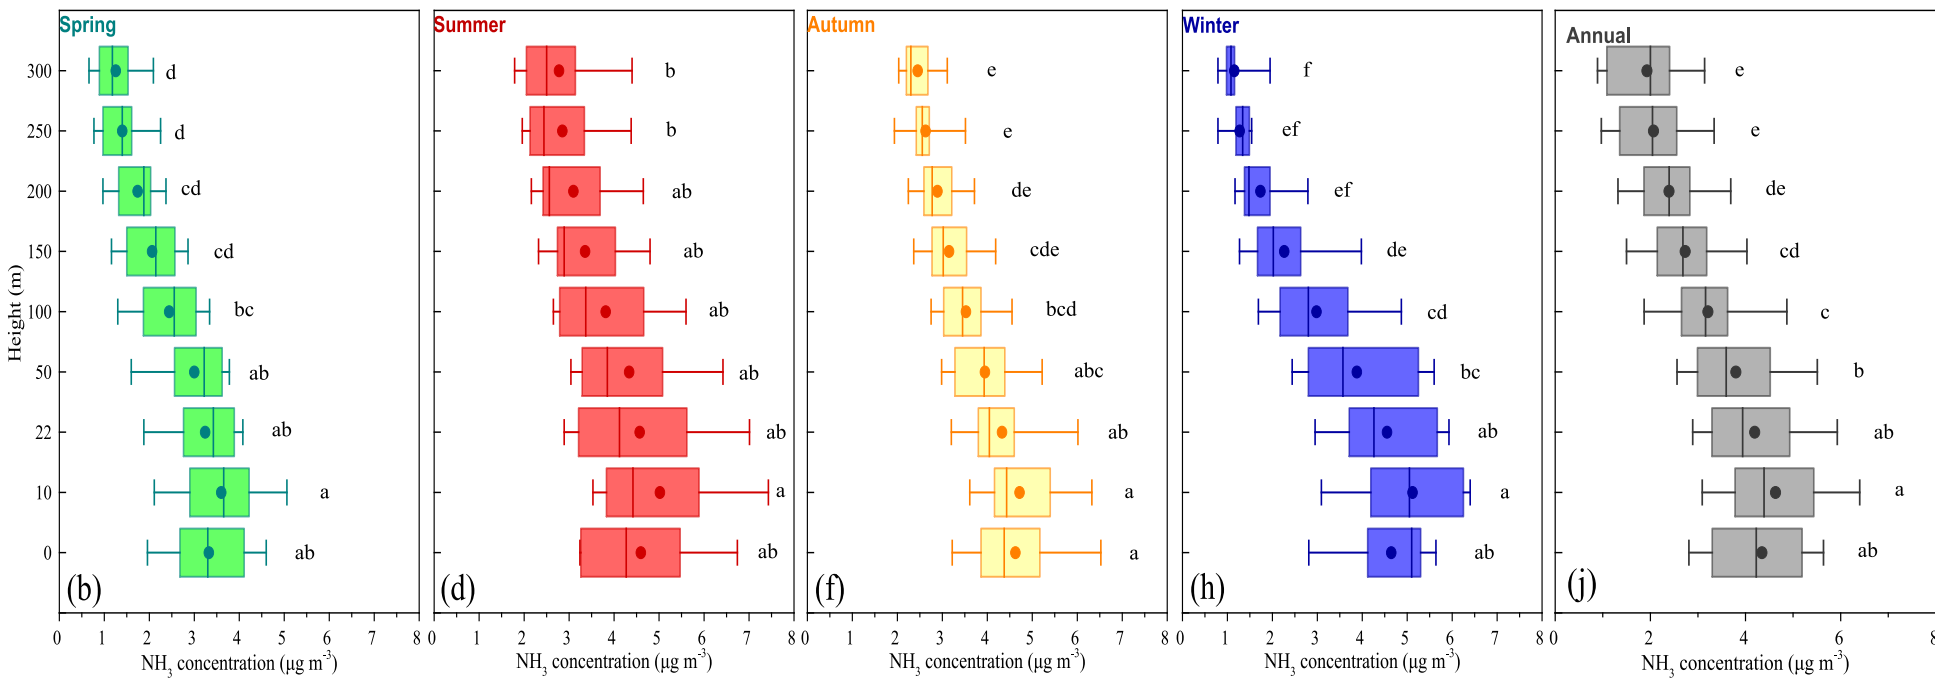 Spring Summer Autumn Winter Annual
300 d b e f e
250 d b e ef e
200 cd ab de ef de
150 cd ab cde de cd
100 bc ab bcd cd c
50 ab ab abc bc b
22 ab ab ab ab ab
10 a a a a a
0 ab ab a ab ab
Height (m)
(b) (d) (f) (h) (j)
0 1 2 3 4 5 6 7 8 0 1 2 3 4 5 6 7 8 0 1 2 3 4 5 6 7 8 0 1 2 3 4 5 6 7 8 0 2 4 6 8
NH₃ concentration (μg m⁻³) NH₃ concentration (μg m⁻³) NH₃ concentration (μg m⁻³) NH₃ concentration (μg m⁻³) NH₃ concentration (μg m⁻³)